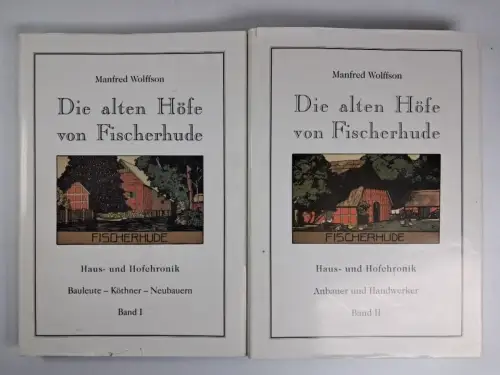 Manfred Wolffson
Die alten Höfe
von Fischerhude
FISCHERHUDE
Haus- und Hofchronik
Bauleute – Köthner – Neubauern
Band I
Manfred Wolffson
Die alten Höfe
von Fischerhude
FISCHERHUDE
Haus- und Hofchronik
Anbauer und Handwerker
Band II